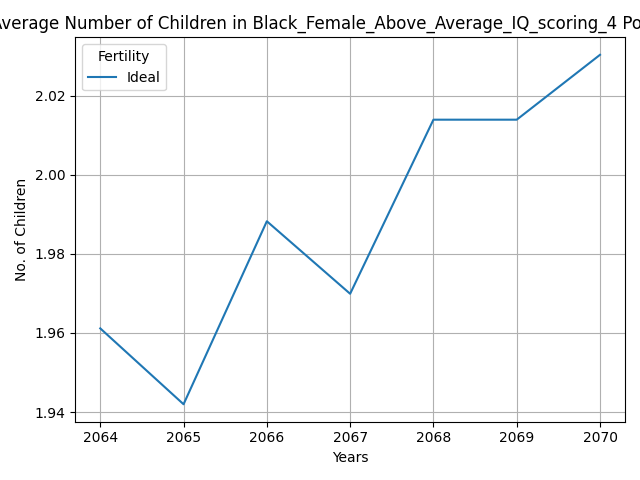 Average Number of Children in Black_Female_Above_Average_IQ_scoring_4 Po
Fertility
Ideal
No. of Children
2.02
2.00
1.98
1.96
1.94
2064 2065 2066 2067 2068 2069 2070
Years